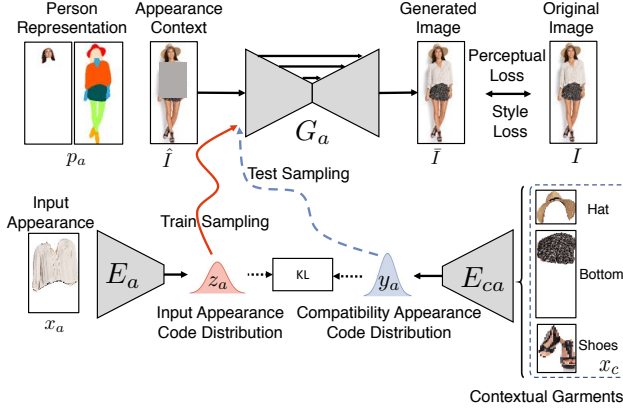 Person
Representation
Appearance
Context
Generated
Image
Original
Image
Perceptual
Loss
Style
Loss
G_a
p_a
Î
Ī
I
Test Sampling
Train Sampling
Input
Appearance
E_a
z_a
KL
y_a
E_{ca}
Hat
Bottom
Shoes
x_a
Input Appearance
Code Distribution
Compatibility Appearance
Code Distribution
x_c
Contextual Garments